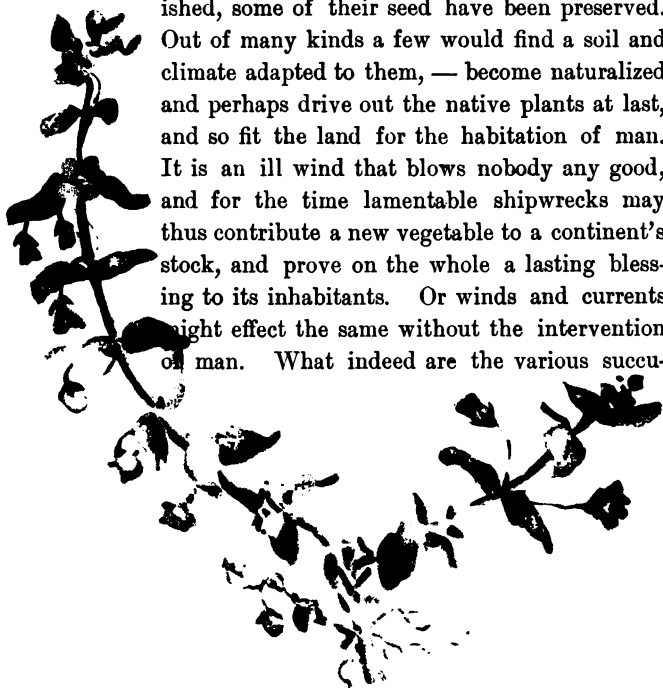 ished, some of their seed have been preserved.
Out of many kinds a few would find a soil and
climate adapted to them, — become naturalized
and perhaps drive out the native plants at last,
and so fit the land for the habitation of man.
It is an ill wind that blows nobody any good,
and for the time lamentable shipwrecks may
thus contribute a new vegetable to a continent's
stock, and prove on the whole a lasting bless-
ing to its inhabitants. Or winds and currents
might effect the same without the intervention
of man. What indeed are the various succu-